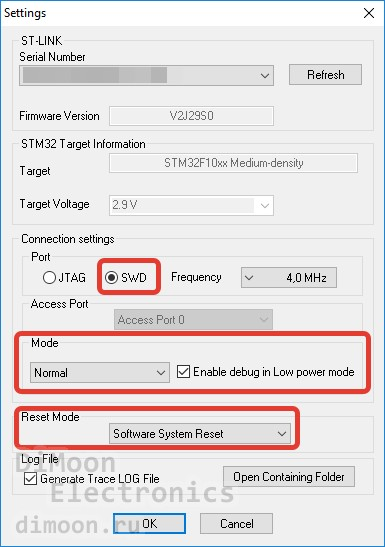 Settings
ST-LINK
Serial Number
Refresh
Firmware Version V2J29S0
STM32 Target Information
Target STM32F10xx Medium-density
Target Voltage 2.9 V
Connection settings
Port
JTAG SWD Frequency 4,0 MHz
Access Port
Access Port 0
Mode
Normal Enable debug in Low power mode
Reset Mode
Software System Reset
Log File
Generate Trace LOG File Open Containing Folder
DiMoon
Electronics
dimoon.ru
OK Cancel